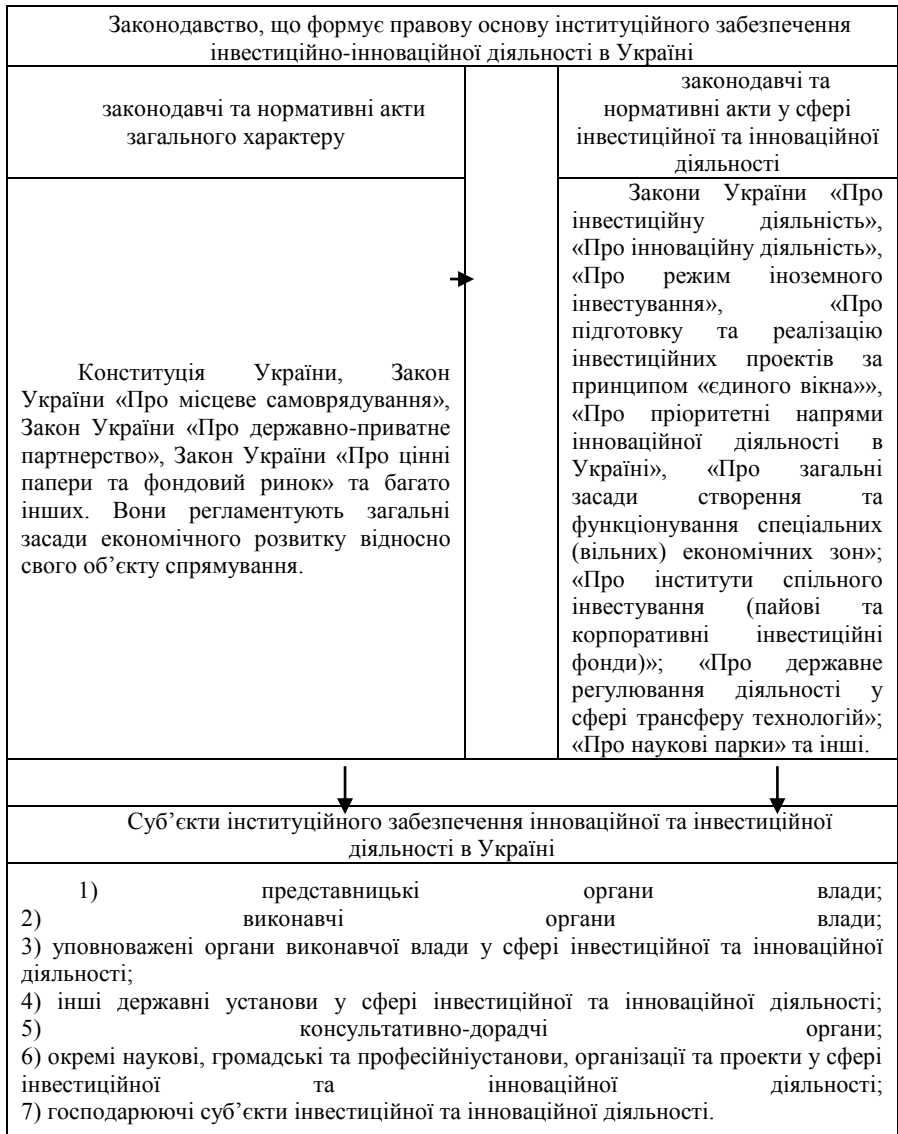 Законодавство, що формує правову основу інституційного забезпечення
інвестиційно-інноваційної діяльності в Україні
законодавчі та нормативні акти
загального характеру
законодавчі та
нормативні акти у сфері
інвестиційної та інноваційної
діяльності
Конституція України, Закон
України «Про місцеве самоврядування»,
Закон України «Про державно-приватне
партнерство», Закон України «Про цінні
папери та фондовий ринок» та багато
інших. Вони регламентують загальні
засади економічного розвитку відносно
свого об’єкту спрямування.
Закони України «Про
інвестиційну діяльність»,
«Про інноваційну діяльність»,
«Про режим іноземного
інвестування», «Про
підготовку та реалізацію
інвестиційних проектів за
принципом «єдиного вікна»»,
«Про пріоритетні напрями
інноваційної діяльності в
Україні», «Про загальні
засади створення та
функціонування спеціальних
(вільних) економічних зон»;
«Про інститути спільного
інвестування (пайові та
корпоративні інвестиційні
фонди)»; «Про державне
регулювання діяльності у
сфері трансферу технологій»;
«Про наукові парки» та інші.
Суб’єкти інституційного забезпечення інноваційної та інвестиційної
діяльності в Україні
1) представницькі органи влади;
2) виконавчі органи влади;
3) уповноважені органи виконавчої влади у сфері інвестиційної та інноваційної
діяльності;
4) інші державні установи у сфері інвестиційної та інноваційної діяльності;
5) консультативно-дорадчі органи;
6) окремі наукові, громадські та професійніустанови, організації та проекти у сфері
інвестиційної та інноваційної діяльності;
7) господарюючі суб’єкти інвестиційної та інноваційної діяльності.